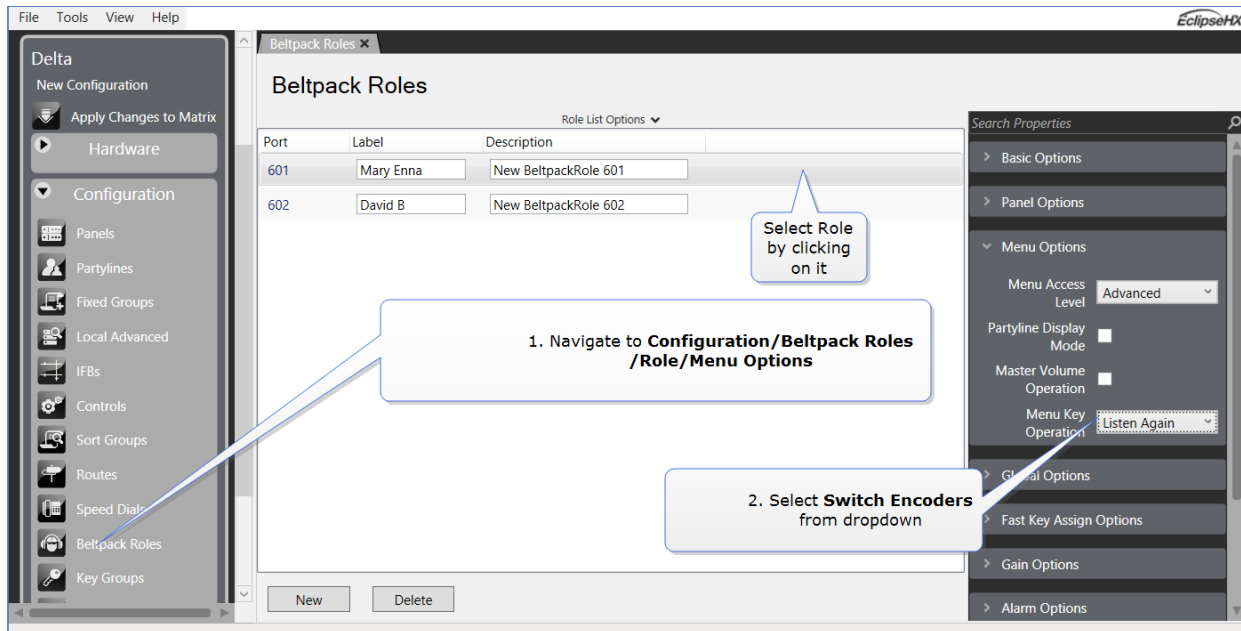 File Tools View Help
EclipseHX
Delta
New Configuration
Apply Changes to Matrix
Hardware
Configuration
Panels
Partylines
Fixed Groups
Local Advanced
IFBs
Controls
Sort Groups
Routes
Speed Dials
Beltpack Roles
Key Groups
Beltpack Roles ×
Beltpack Roles
Role List Options
Port Label Description
601 Mary Enna New BeltpackRole 601
602 David B New BeltpackRole 602
Select Role
by clicking
on it
1. Navigate to Configuration/Beltpack Roles
/Role/Menu Options
2. Select Switch Encoders
from dropdown
New Delete
Search Properties
Basic Options
Panel Options
Menu Options
Menu Access
Level
Advanced
Partyline Display
Mode
Master Volume
Operation
Menu Key
Operation
Listen Again
Global Options
Fast Key Assign Options
Gain Options
Alarm Options